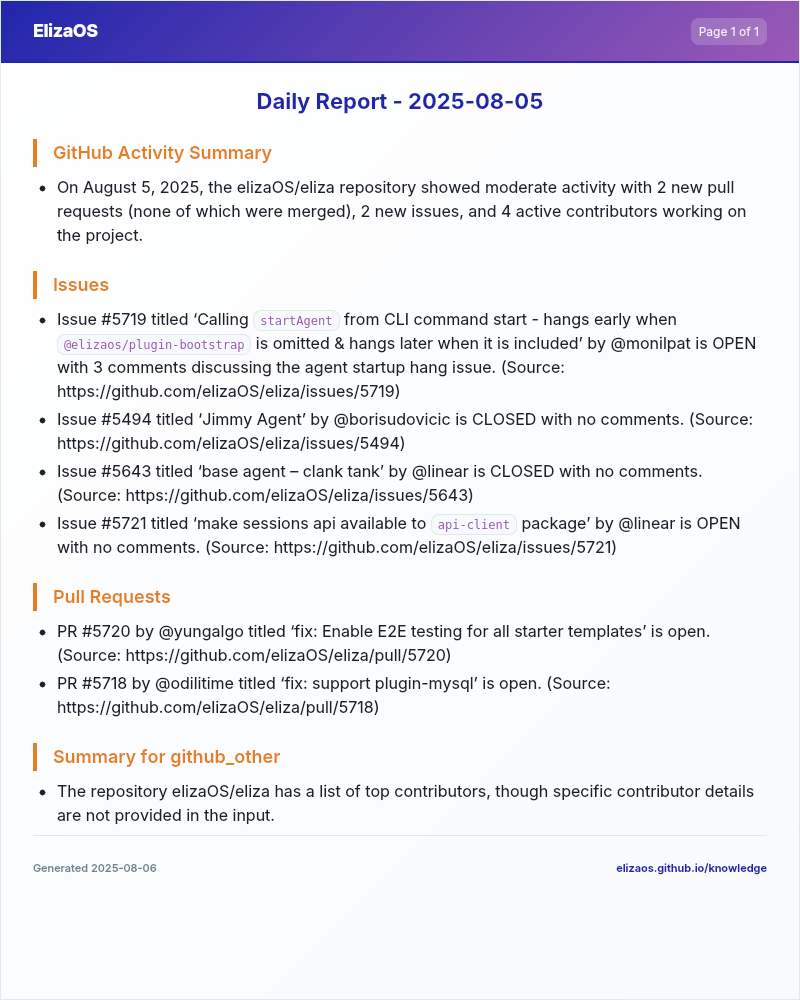 ElizaOS
Page 1 of 1
Daily Report - 2025-08-05
GitHub Activity Summary
• On August 5, 2025, the elizaOS/eliza repository showed moderate activity with 2 new pull
requests (none of which were merged), 2 new issues, and 4 active contributors working on
the project.
Issues
• Issue #5719 titled ‘Calling startAgent from CLI command start - hangs early when
@elizaos/plugin-bootstrap is omitted & hangs later when it is included’ by @monilpat is OPEN
with 3 comments discussing the agent startup hang issue. (Source:
https://github.com/elizaOS/eliza/issues/5719)
• Issue #5494 titled ‘Jimmy Agent’ by @borisudovicic is CLOSED with no comments. (Source:
https://github.com/elizaOS/eliza/issues/5494)
• Issue #5643 titled ‘base agent – clank tank’ by @linear is CLOSED with no comments.
(Source: https://github.com/elizaOS/eliza/issues/5643)
• Issue #5721 titled ‘make sessions api available to api-client package’ by @linear is OPEN
with no comments. (Source: https://github.com/elizaOS/eliza/issues/5721)
Pull Requests
• PR #5720 by @yungalgo titled ‘fix: Enable E2E testing for all starter templates’ is open.
(Source: https://github.com/elizaOS/eliza/pull/5720)
• PR #5718 by @odilitime titled ‘fix: support plugin-mysql’ is open. (Source:
https://github.com/elizaOS/eliza/pull/5718)
Summary for github_other
• The repository elizaOS/eliza has a list of top contributors, though specific contributor details
are not provided in the input.
Generated 2025-08-06
elizaos.github.io/knowledge